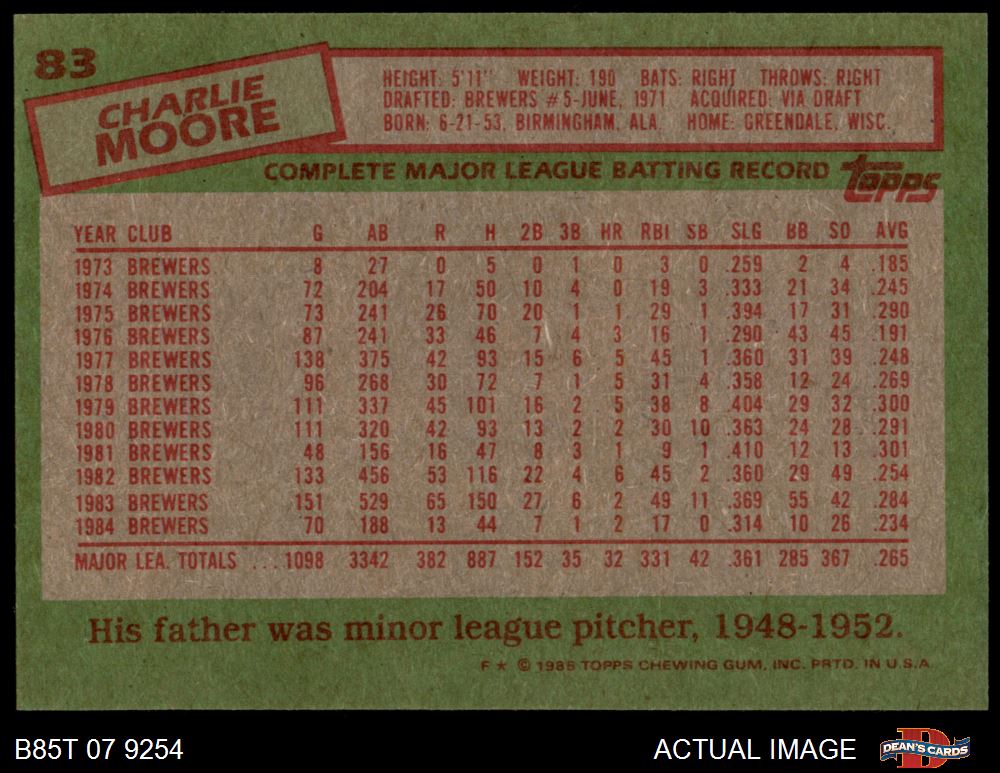 83
CHARLIE
MOORE
HEIGHT: 5'11" WEIGHT: 190 BATS: RIGHT THROWS: RIGHT
DRAFTED: BREWERS #5-JUNE, 1971 ACQUIRED: VIA DRAFT
BORN: 6-21-53, BIRMINGHAM, ALA. HOME: GREENDALE, WISC.
COMPLETE MAJOR LEAGUE BATTING RECORD topps
YEAR CLUB G AB R H 2B 3B HR RBI SB SLG BB SO AVG
1973 BREWERS 8 27 0 5 0 1 0 3 0 .259 2 4 .185
1974 BREWERS 72 204 17 50 10 4 0 19 3 .333 21 34 .245
1975 BREWERS 73 241 26 70 20 1 1 29 1 .394 17 31 .290
1976 BREWERS 87 241 33 46 7 4 3 16 1 .290 43 45 .191
1977 BREWERS 138 375 42 93 15 6 5 45 1 .360 31 39 .248
1978 BREWERS 96 268 30 72 7 1 5 31 4 .358 12 24 .269
1979 BREWERS 111 337 45 101 16 2 5 38 8 .404 29 32 .300
1980 BREWERS 111 320 42 93 13 2 2 30 10 .363 24 28 .291
1981 BREWERS 48 156 16 47 8 3 1 9 1 .410 12 13 .301
1982 BREWERS 133 456 53 116 22 4 6 45 2 .360 29 49 .254
1983 BREWERS 151 529 65 150 27 6 2 49 11 .369 55 42 .284
1984 BREWERS 70 188 13 44 7 1 2 17 0 .314 10 26 .234
MAJOR LEA. TOTALS ... 1098 3342 382 887 152 35 32 331 42 .361 285 367 .265
His father was minor league pitcher, 1948-1952.
F ★ © 1985 TOPPS CHEWING GUM, INC. PRTD. IN U.S.A.
B85T 07 9254 ACTUAL IMAGE DEAN'S CARDS